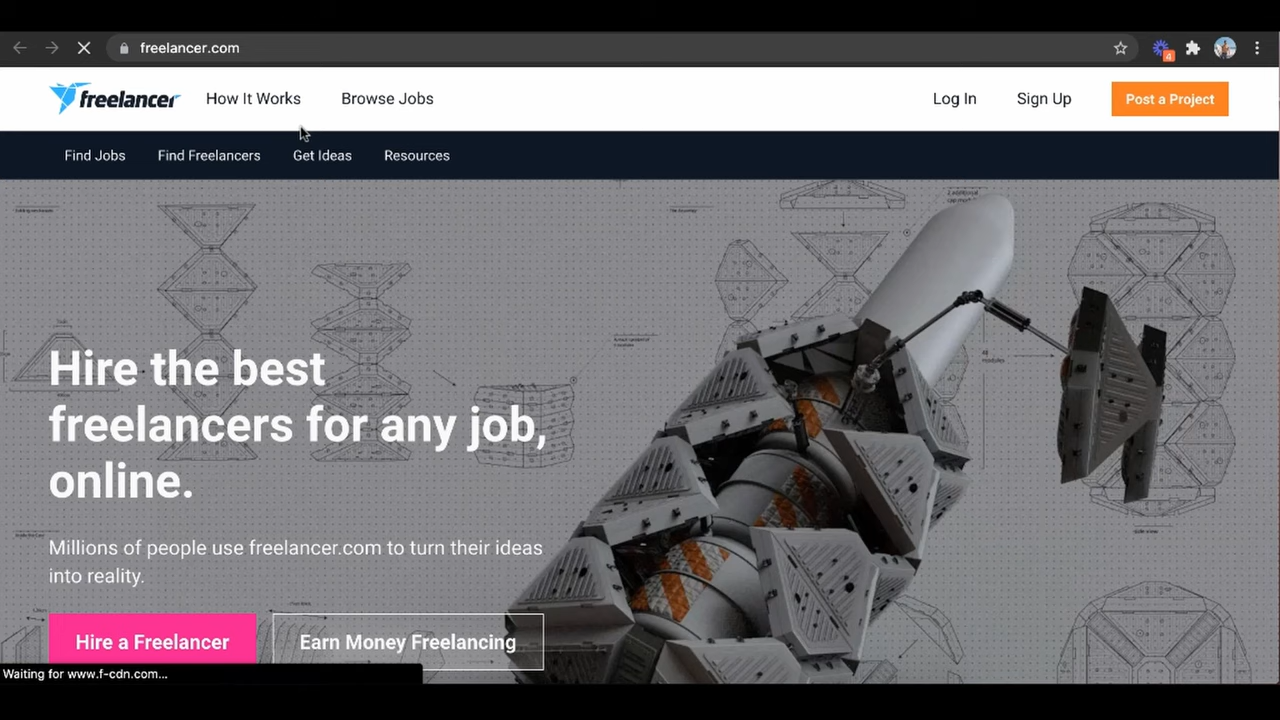 freelancer.com
4
freelancer
How It Works
Browse Jobs
Log In
Sign Up
Post a Project
Find Jobs
Find Freelancers
Get Ideas
Resources
Hire the best
freelancers for any job,
online.
Millions of people use freelancer.com to turn their ideas
into reality.
Hire a Freelancer
Earn Money Freelancing
Waiting for www.f-cdn.com...